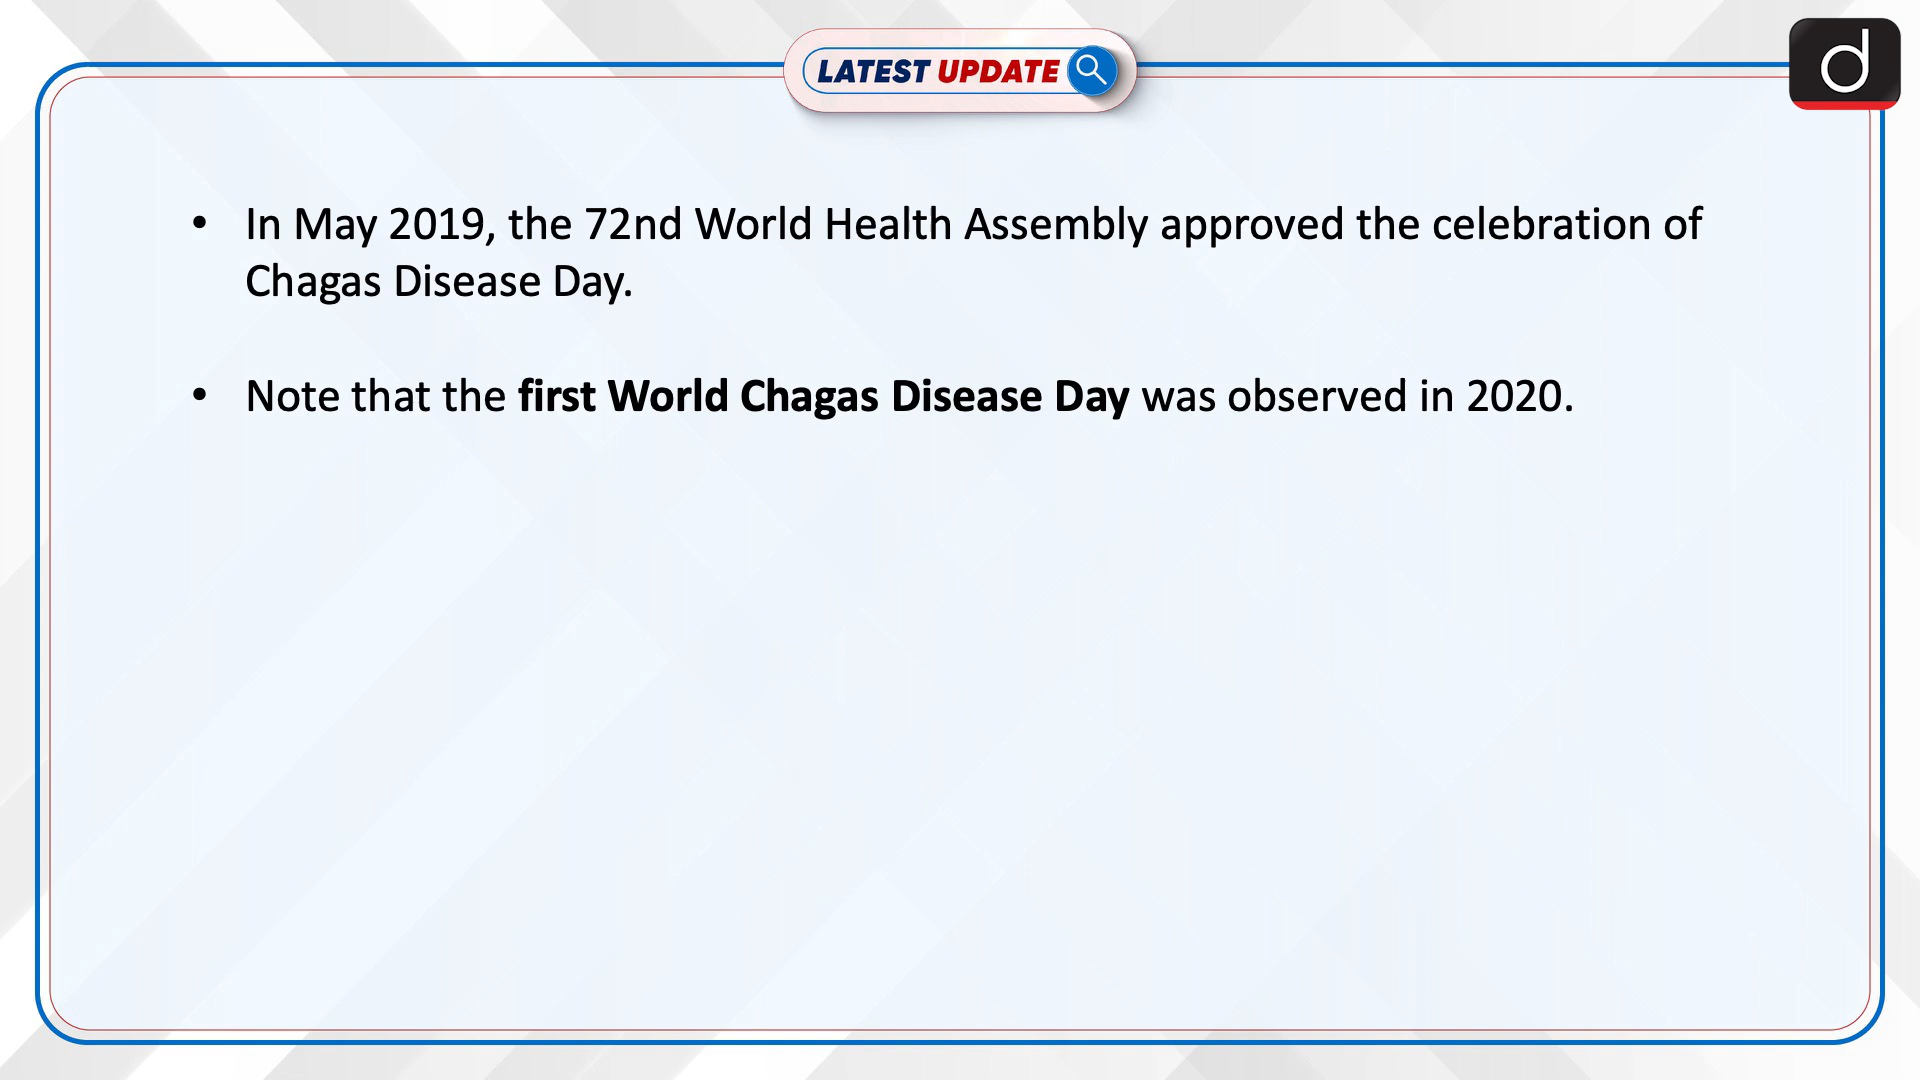 LATEST UPDATE
d
• In May 2019, the 72nd World Health Assembly approved the celebration of
Chagas Disease Day.
• Note that the first World Chagas Disease Day was observed in 2020.